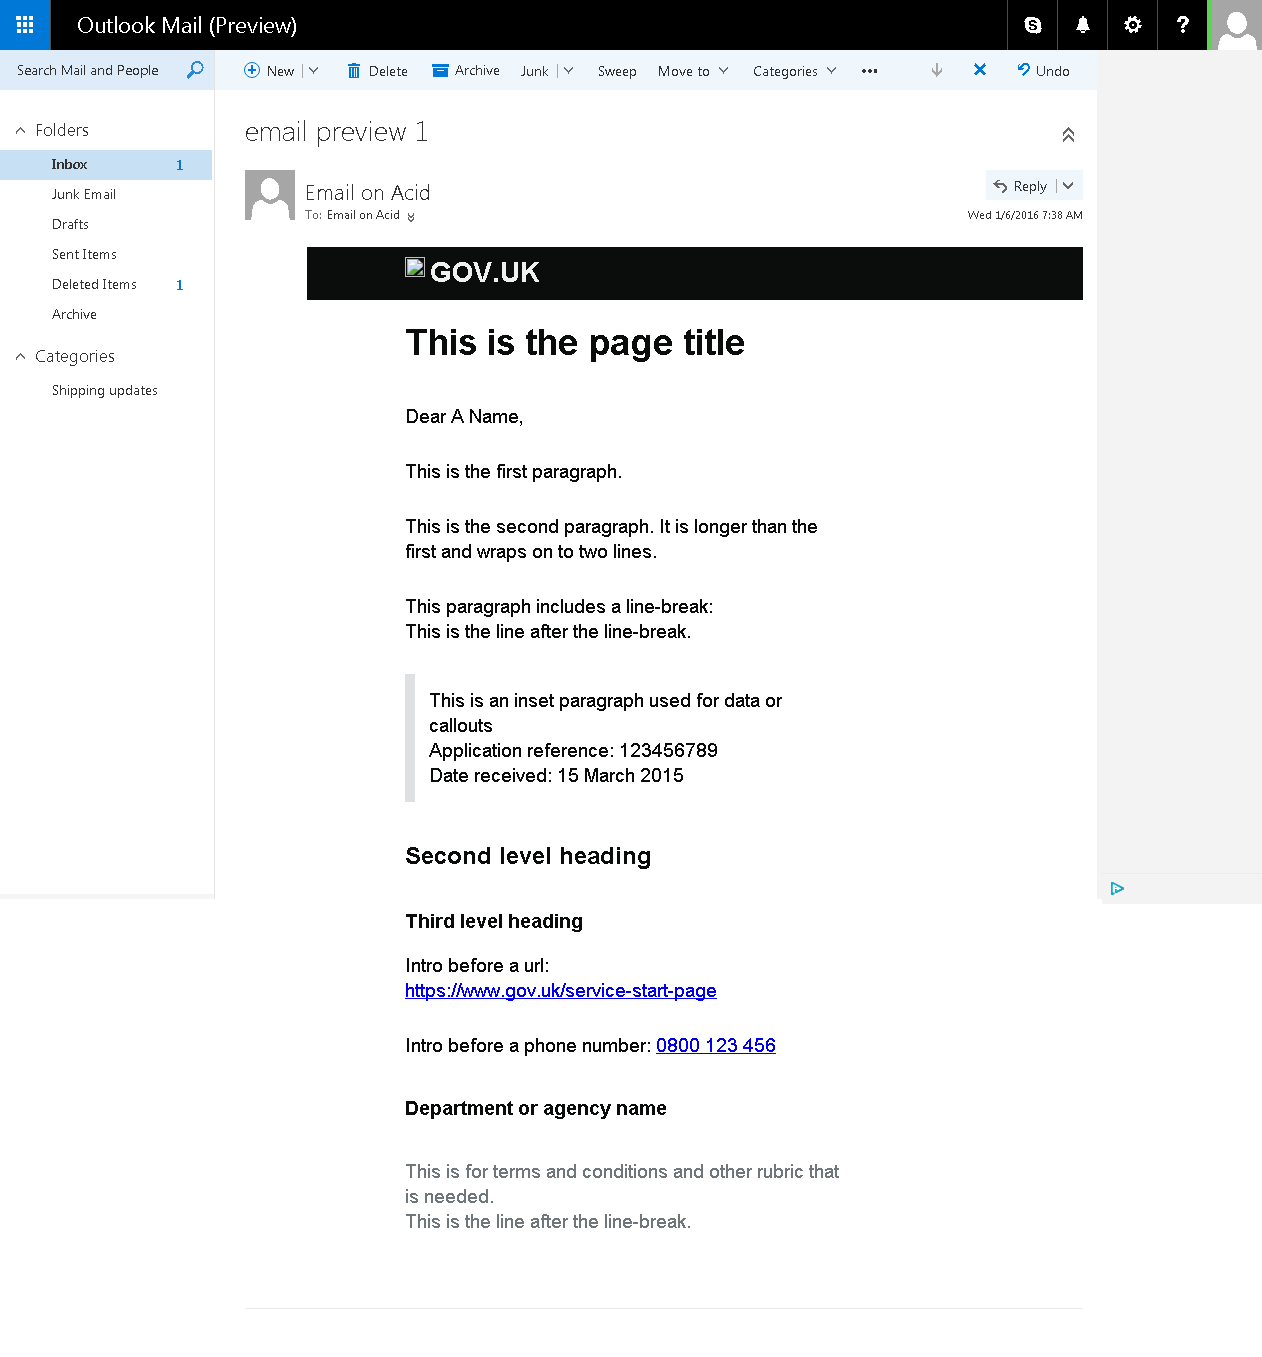 Outlook Mail (Preview)
?
Search Mail and People
New
Delete
Archive
Junk
Sweep
Move to
Categories
Undo
Folders
Inbox 1
Junk Email
Drafts
Sent Items
Deleted Items 1
Archive
Categories
Shipping updates
email preview 1
Email on Acid
To: Email on Acid
Reply
Wed 1/6/2016 7:38 AM
GOV.UK
This is the page title
Dear A Name,
This is the first paragraph.
This is the second paragraph. It is longer than the
first and wraps on to two lines.
This paragraph includes a line-break:
This is the line after the line-break.
This is an inset paragraph used for data or
callouts
Application reference: 123456789
Date received: 15 March 2015
Second level heading
Third level heading
Intro before a url:
https://www.gov.uk/service-start-page
Intro before a phone number: 0800 123 456
Department or agency name
This is for terms and conditions and other rubric that
is needed.
This is the line after the line-break.